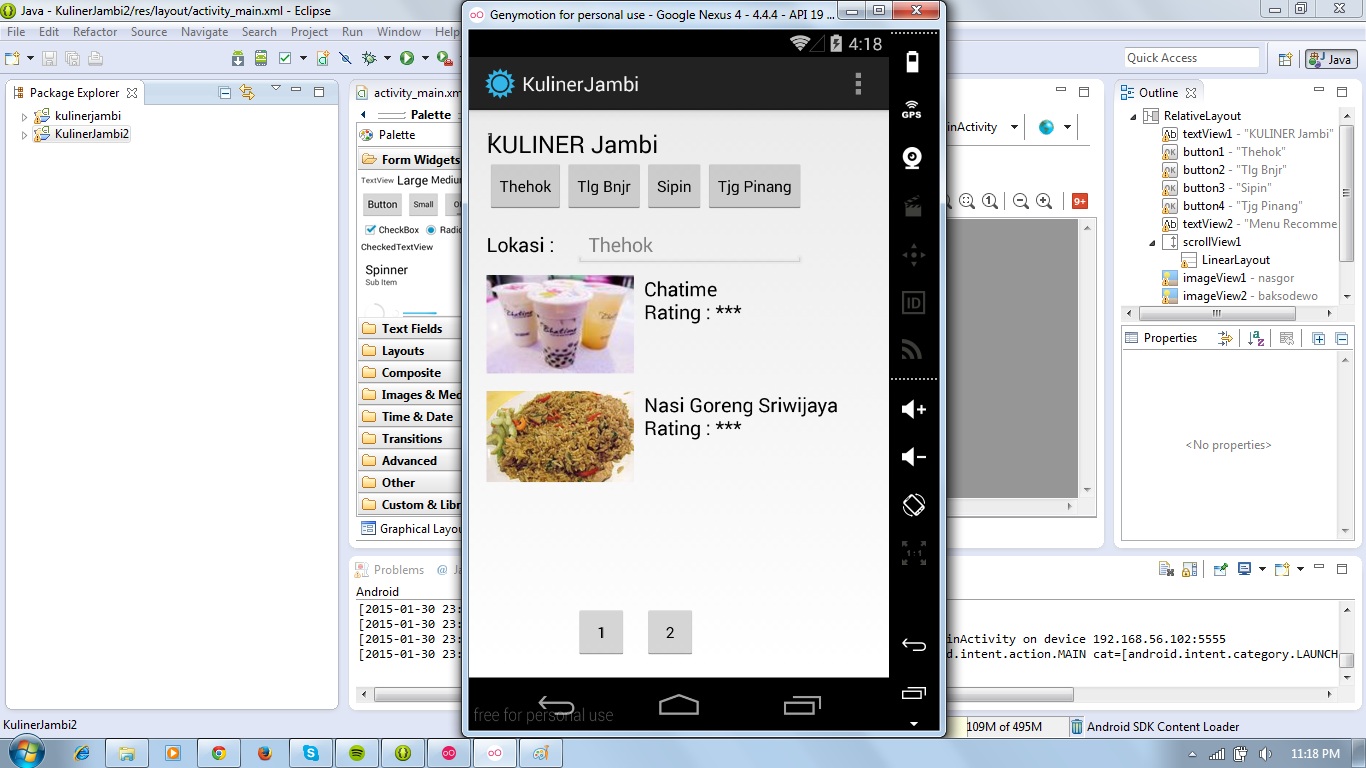 Java - KulinerJambi2/res/layout/activity_main.xml - Eclipse
File Edit Refactor Source Navigate Search Project Run Window Help
Quick Access
Java
Package Explorer
kulinerjambi
KulinerJambi2
activity_main.xm
Palette
Palette
Form Widgets
TextView Large Medium
Button Small
CheckBox Radio
CheckedTextView
Spinner
Sub Item
Text Fields
Layouts
Composite
Images & Med
Time & Date
Transitions
Advanced
Other
Custom & Libr
Graphical Layou
Genymotion for personal use - Google Nexus 4 - 4.4.4 - API 19 ...
4:18
KulinerJambi
KULINER Jambi
Thehok Tlg Bnjr Sipin Tjg Pinang
Lokasi : Thehok
Chatime
Rating : ***
Nasi Goreng Sriwijaya
Rating : ***
1 2
free for personal use
GPS
ID
1:1
inActivity
9+
Outline
RelativeLayout
textView1 - "KULINER Jambi"
button1 - "Thehok"
button2 - "Tlg Bnjr"
button3 - "Sipin"
button4 - "Tjg Pinang"
textView2 - "Menu Recomme
scrollView1
LinearLayout
imageView1 - nasgor
imageView2 - baksodewo
Properties
<No properties>
Problems @ Ja
Android
[2015-01-30 23:
[2015-01-30 23:
[2015-01-30 23: inActivity on device 192.168.56.102:5555
[2015-01-30 23: d.intent.action.MAIN cat=[android.intent.category.LAUNCH
KulinerJambi2
109M of 495M
Android SDK Content Loader
11:18 PM